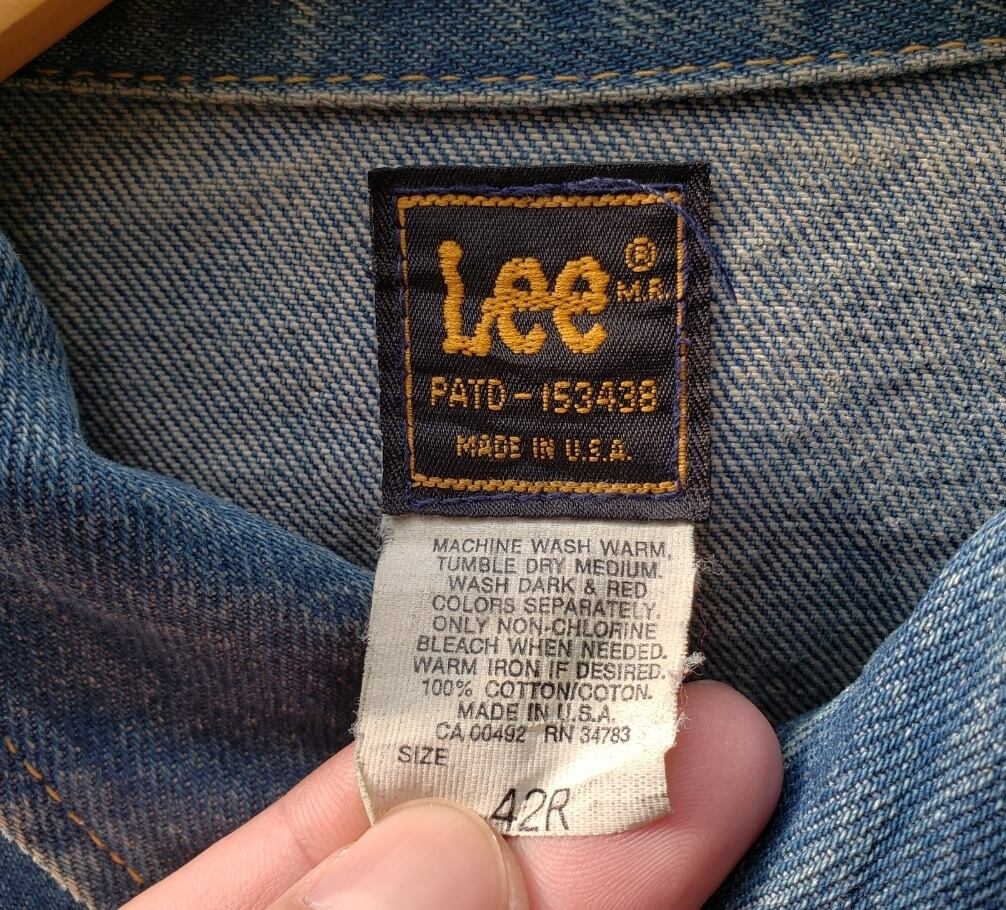 Lee ®
M.R.
PATD-153438
MADE IN U.S.A.
MACHINE WASH WARM.
TUMBLE DRY MEDIUM.
WASH DARK & RED
COLORS SEPARATELY.
ONLY NON-CHLORINE
BLEACH WHEN NEEDED.
WARM IRON IF DESIRED.
100% COTTON/COTON.
MADE IN U.S.A.
CA 00492 RN 34783
SIZE
42R